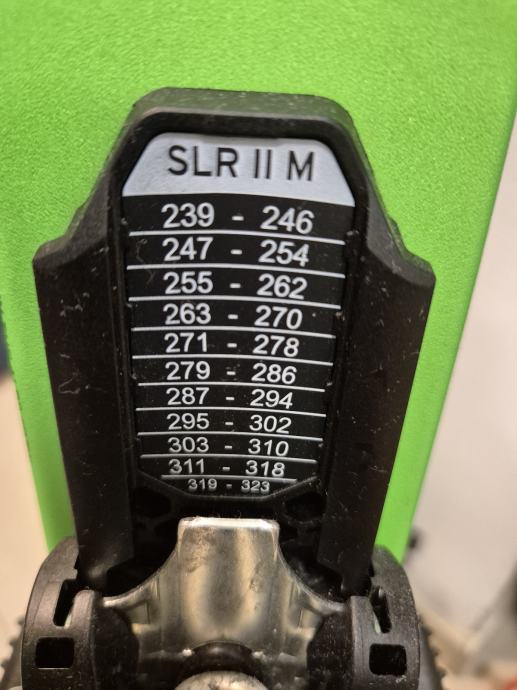 SLR II M
239 - 246
247 - 254
255 - 262
263 - 270
271 - 278
279 - 286
287 - 294
295 - 302
303 - 310
311 - 318
319 - 323